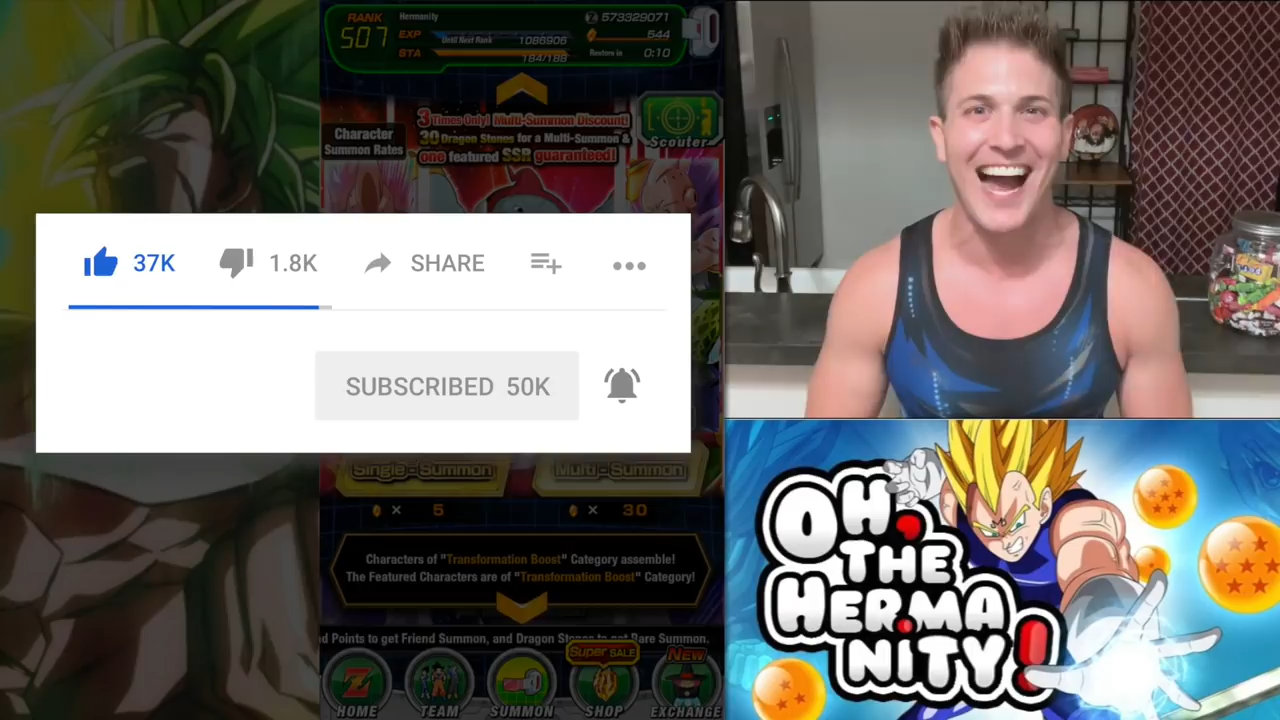 RANK
507
Hermanity
EXP
Until Next Rank 1086906
STA
184/188
573329071
544
Restore in 0:10
Character
Summon Rates
3 Times Only! Multi-Summon Discount!
30 Dragon Stones for a Multi-Summon &
one featured SSR guaranteed!
Scouter
37K
1.8K
SHARE
SUBSCRIBED 50K
Single-Summon
Multi-Summon
× 5
× 30
Characters of "Transformation Boost" Category assemble!
The Featured Characters are of "Transformation Boost" Category!
d Points to get Friend Summon, and Dragon Stones to get Rare Summon.
HOME
TEAM
SUMMON
Super SALE
SHOP
NEW
EXCHANGE
OH,
THE
HERMA
NITY!